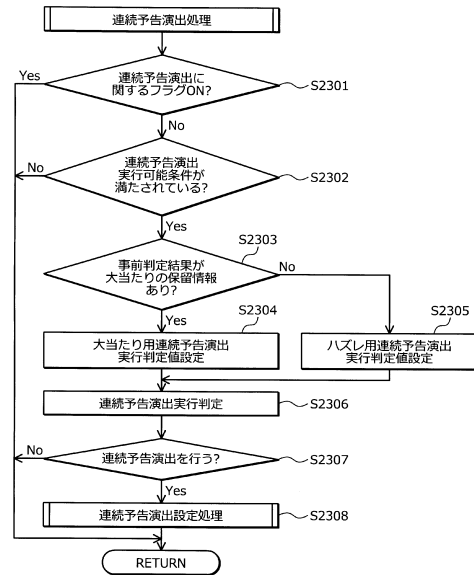 連続予告演出処理
Yes
連続予告演出に
関するフラグON?
S2301
No
No
連続予告演出
実行可能条件が
満たされている?
S2302
Yes
S2303
事前判定結果が
大当たりの保留情報
あり?
No
Yes
S2304
S2305
大当たり用連続予告演出
実行判定値設定
ハズレ用連続予告演出
実行判定値設定
連続予告演出実行判定
S2306
No
連続予告演出を行う?
S2307
Yes
連続予告演出設定処理
S2308
RETURN